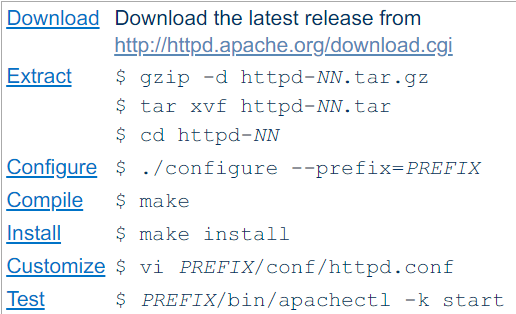 Download Download the latest release from
http://httpd.apache.org/download.cgi
Extract $ gzip -d httpd-NN.tar.gz
$ tar xvf httpd-NN.tar
$ cd httpd-NN
Configure $ ./configure --prefix=PREFIX
Compile $ make
Install $ make install
Customize $ vi PREFIX/conf/httpd.conf
Test $ PREFIX/bin/apachectl -k start